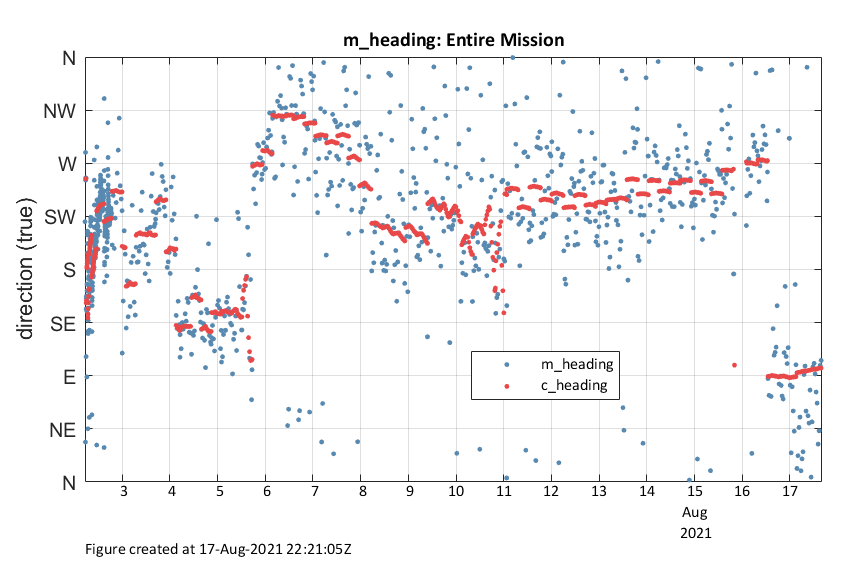 m_heading: Entire Mission
N
NW
W
SW
S
SE
E
NE
N
direction (true)
m_heading
c_heading
3 4 5 6 7 8 9 10 11 12 13 14 15 16 17
Aug
2021
Figure created at 17-Aug-2021 22:21:05Z